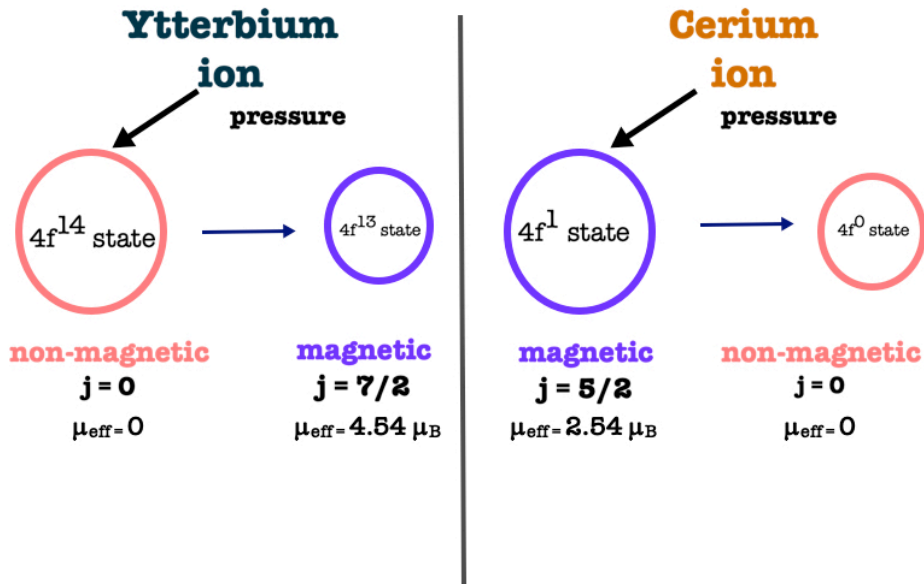 Ytterbium
ion
pressure
4f¹⁴ state
4f¹³ state
non-magnetic
j = 0
μeff = 0
magnetic
j = 7/2
μeff = 4.54 μB
Cerium
ion
pressure
4f¹ state
4f⁰ state
magnetic
j = 5/2
μeff = 2.54 μB
non-magnetic
j = 0
μeff = 0